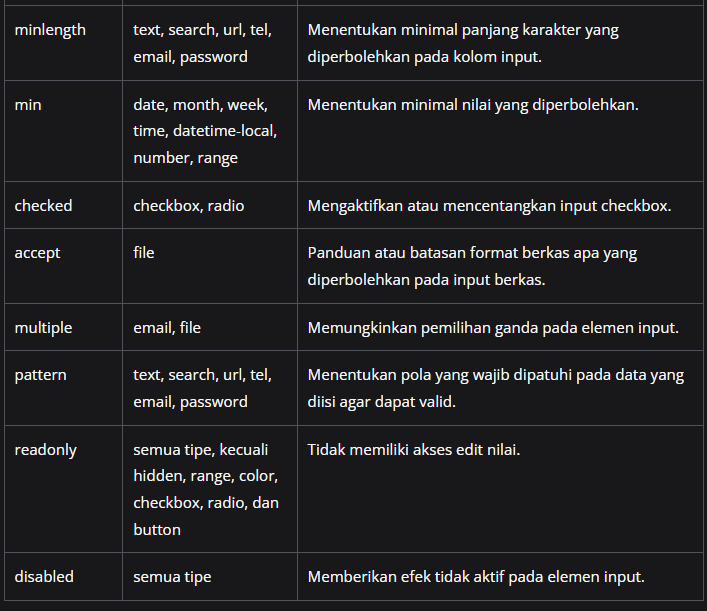 minlength
text, search, url, tel,
email, password
Menentukan minimal panjang karakter yang
diperbolehkan pada kolom input.
min
date, month, week,
time, datetime-local,
number, range
Menentukan minimal nilai yang diperbolehkan.
checked
checkbox, radio
Mengaktifkan atau mencentangkan input checkbox.
accept
file
Panduan atau batasan format berkas apa yang
diperbolehkan pada input berkas.
multiple
email, file
Memungkinkan pemilihan ganda pada elemen input.
pattern
text, search, url, tel,
email, password
Menentukan pola yang wajib dipatuhi pada data yang
diisi agar dapat valid.
readonly
semua tipe, kecuali
hidden, range, color,
checkbox, radio, dan
button
Tidak memiliki akses edit nilai.
disabled
semua tipe
Memberikan efek tidak aktif pada elemen input.